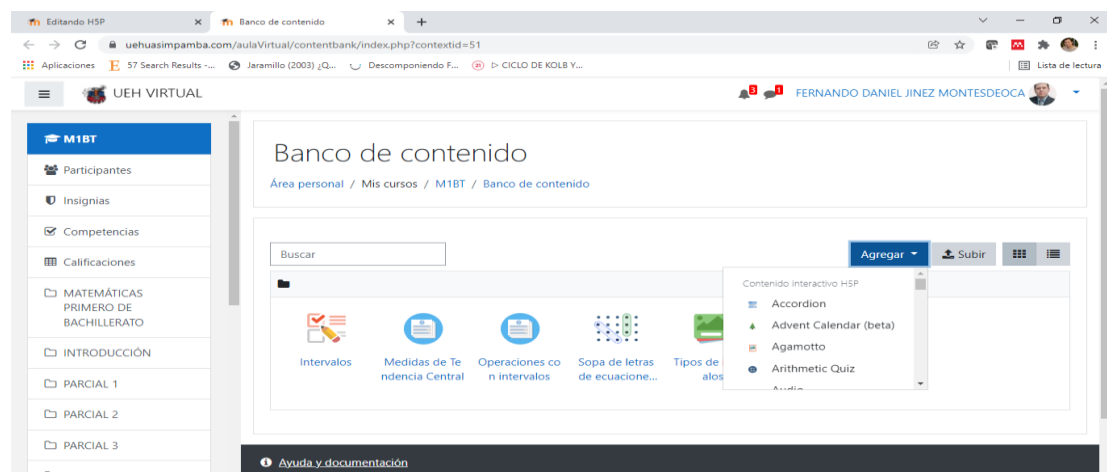 Editando H5P
Banco de contenido
uehuasimpamba.com/aulaVirtual/contentbank/index.php?contextid=51
Aplicaciones
57 Search Results -...
Jaramillo (2003) ¿Q...
Descomponiendo F...
▷ CICLO DE KOLB Y...
Lista de lectura
UEH VIRTUAL
3
1
FERNANDO DANIEL JINEZ MONTESDEOCA
M1BT
Participantes
Insignias
Competencias
Calificaciones
MATEMÁTICAS
PRIMERO DE
BACHILLERATO
INTRODUCCIÓN
PARCIAL 1
PARCIAL 2
PARCIAL 3
Banco de contenido
Área personal / Mis cursos / M1BT / Banco de contenido
Buscar
Agregar
Subir
Intervalos
Medidas de Te
ndencia Central
Operaciones co
n intervalos
Sopa de letras
de ecuacione...
Tipos de
alos
Contenido interactivo H5P
Accordion
Advent Calendar (beta)
Agamotto
Arithmetic Quiz
Audio
Ayuda y documentación